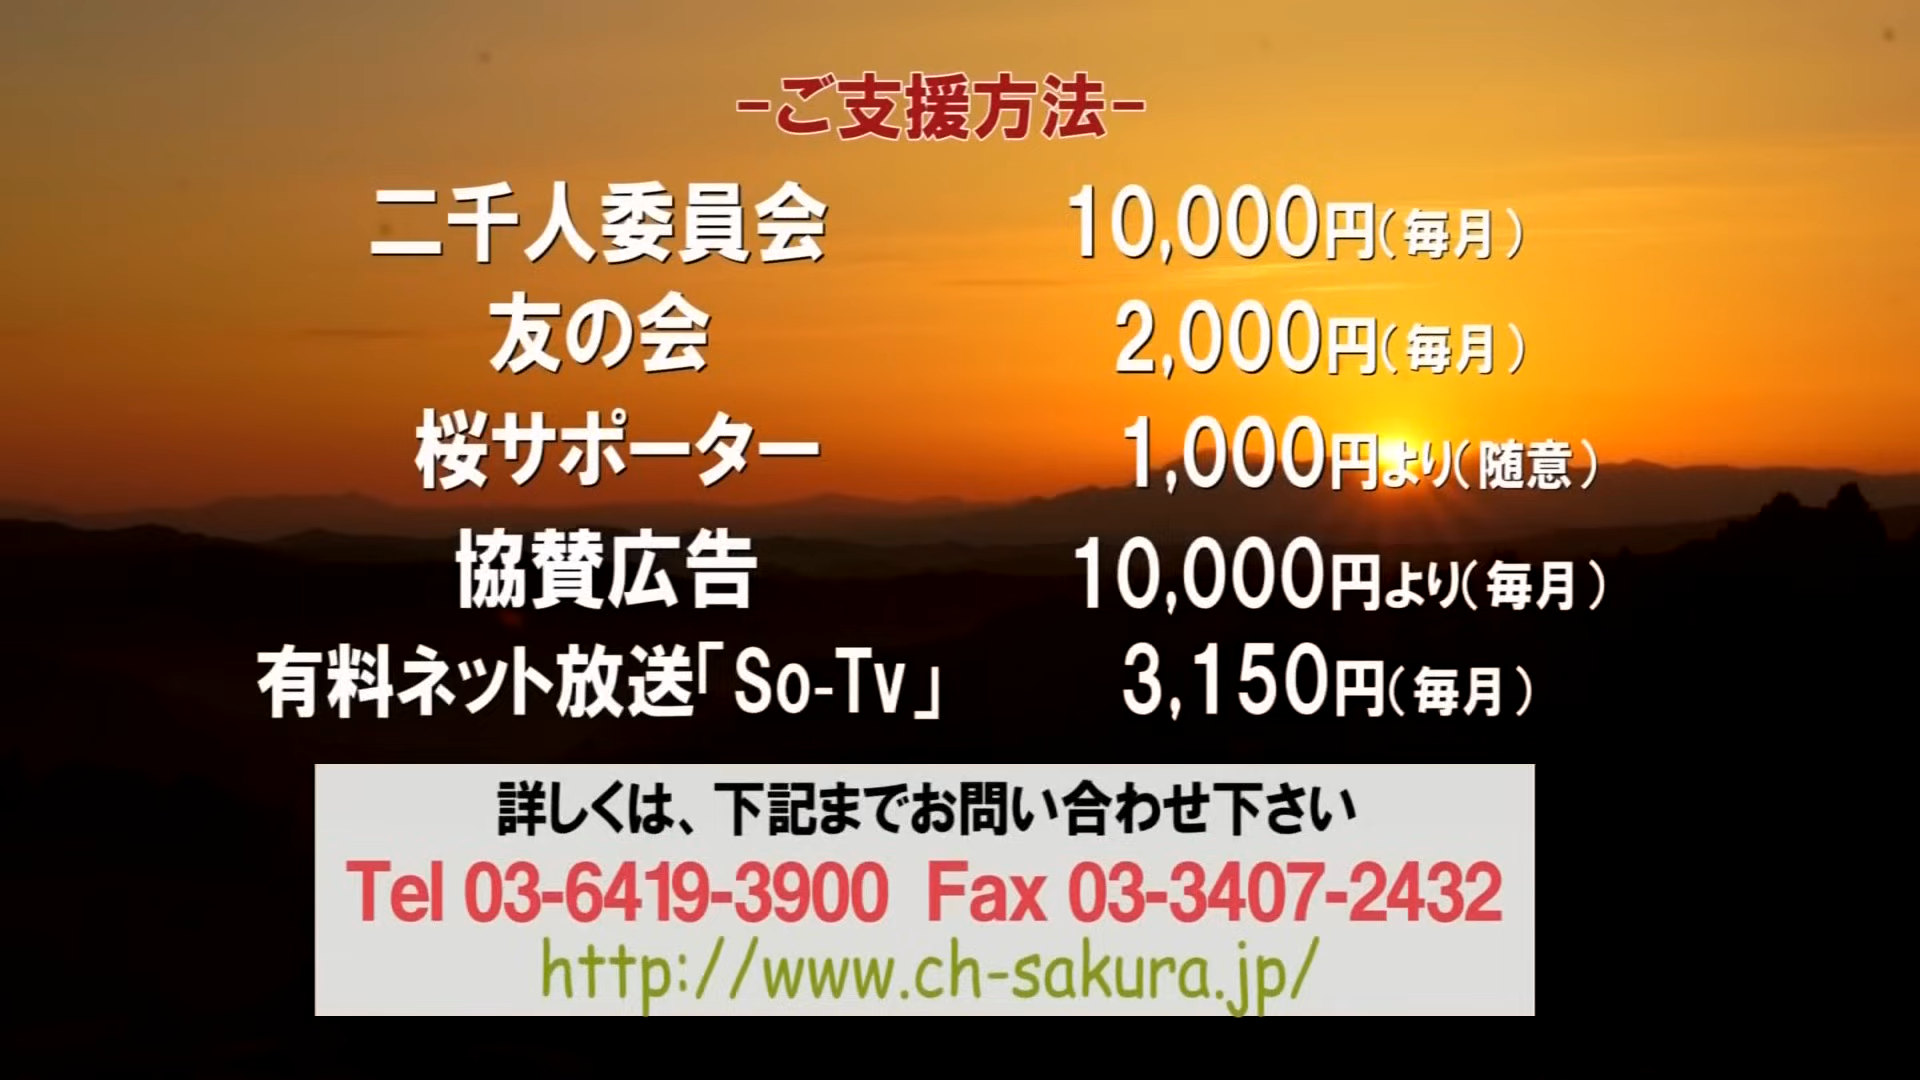 -ご支援方法-
二千人委員会 10,000円(毎月)
友の会 2,000円(毎月)
桜サポーター 1,000円より(随意)
協賛広告 10,000円より(毎月)
有料ネット放送「So-Tv」 3,150円(毎月)
詳しくは、下記までお問い合わせ下さい
Tel 03-6419-3900 Fax 03-3407-2432
http://www.ch-sakura.jp/